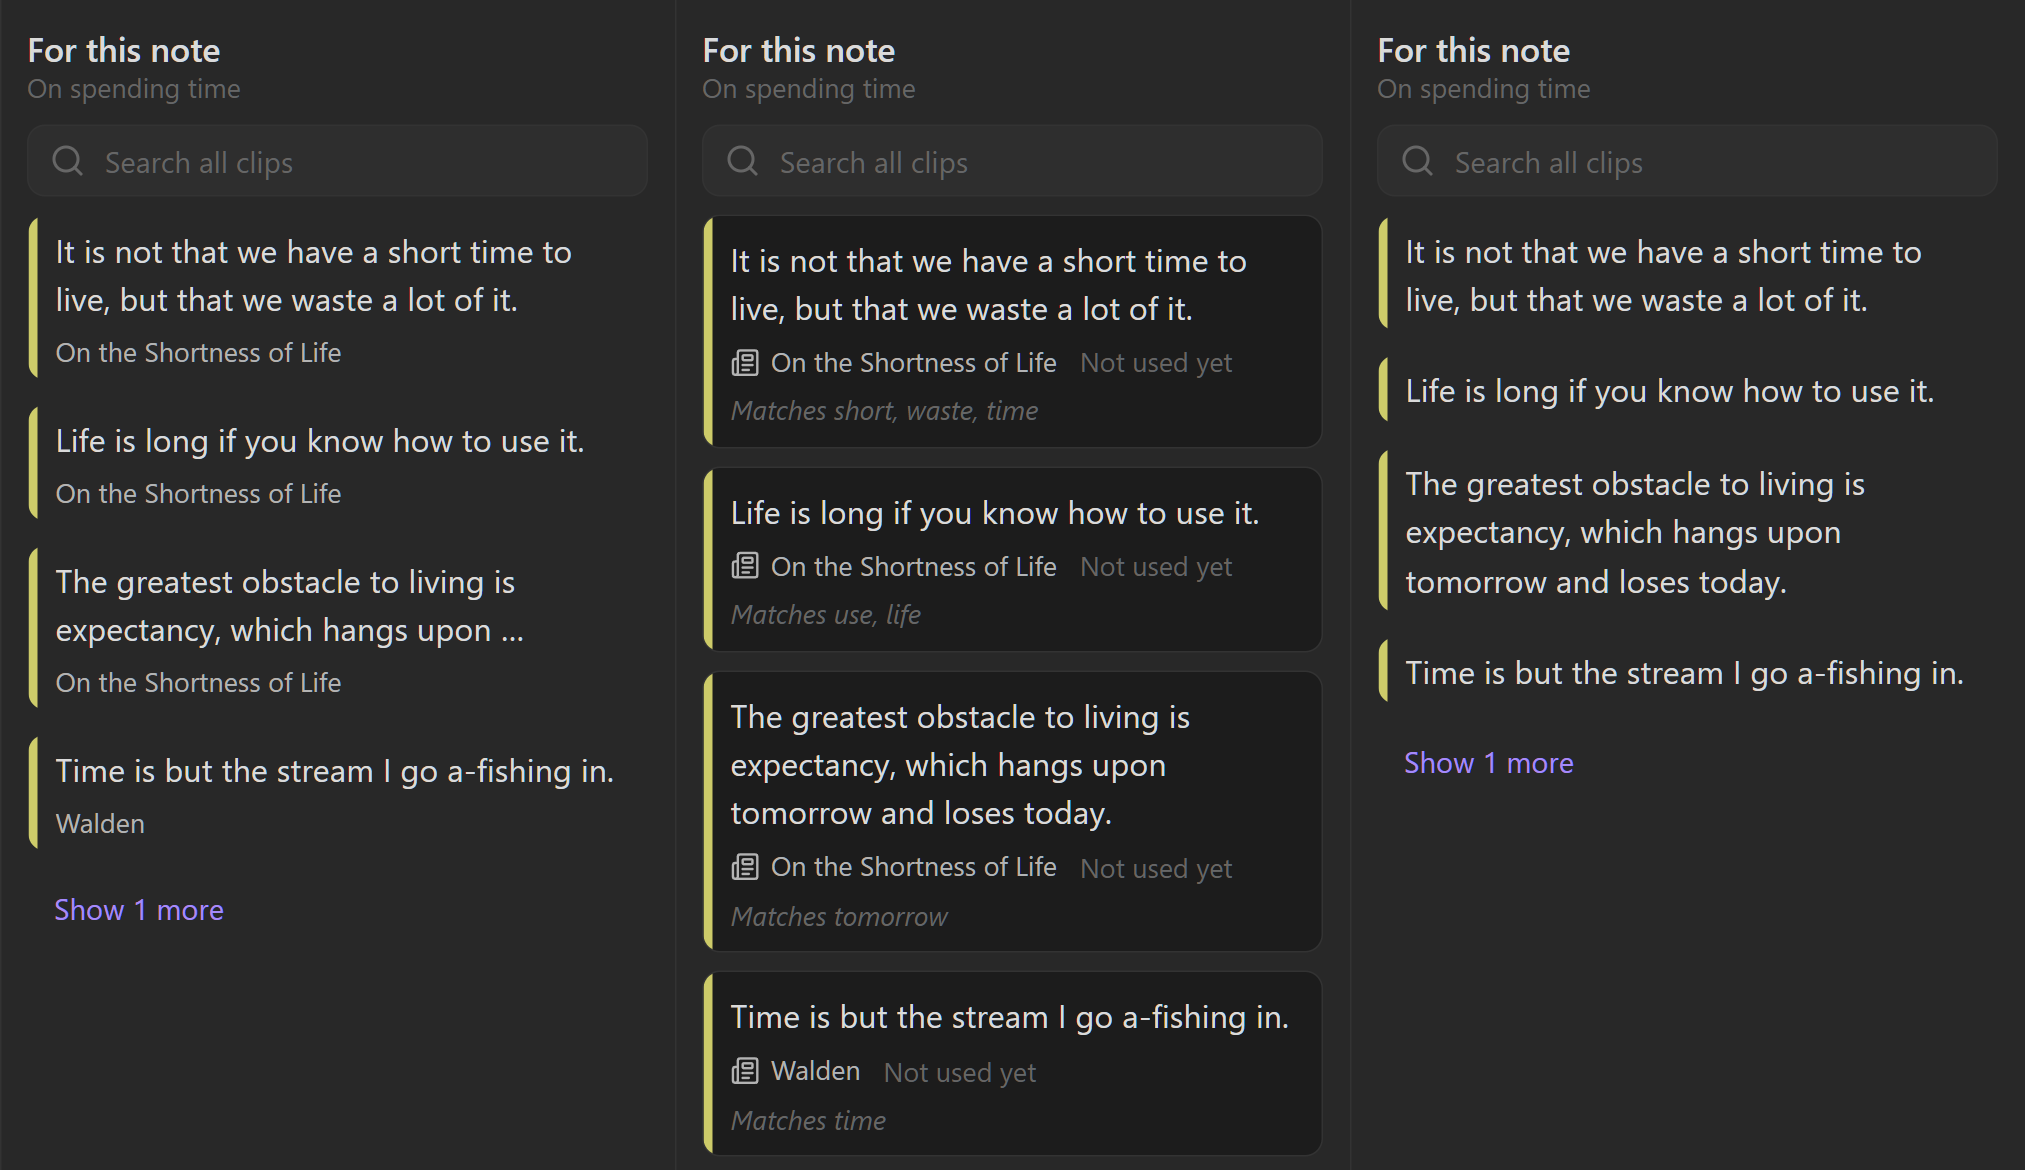 For this note
On spending time
Search all clips
It is not that we have a short time to
live, but that we waste a lot of it.
On the Shortness of Life
Life is long if you know how to use it.
On the Shortness of Life
The greatest obstacle to living is
expectancy, which hangs upon ...
On the Shortness of Life
Time is but the stream I go a-fishing in.
Walden
Show 1 more
For this note
On spending time
Search all clips
It is not that we have a short time to
live, but that we waste a lot of it.
On the Shortness of Life Not used yet
Matches short, waste, time
Life is long if you know how to use it.
On the Shortness of Life Not used yet
Matches use, life
The greatest obstacle to living is
expectancy, which hangs upon
tomorrow and loses today.
On the Shortness of Life Not used yet
Matches tomorrow
Time is but the stream I go a-fishing in.
Walden Not used yet
Matches time
For this note
On spending time
Search all clips
It is not that we have a short time to
live, but that we waste a lot of it.
Life is long if you know how to use it.
The greatest obstacle to living is
expectancy, which hangs upon
tomorrow and loses today.
Time is but the stream I go a-fishing in.
Show 1 more